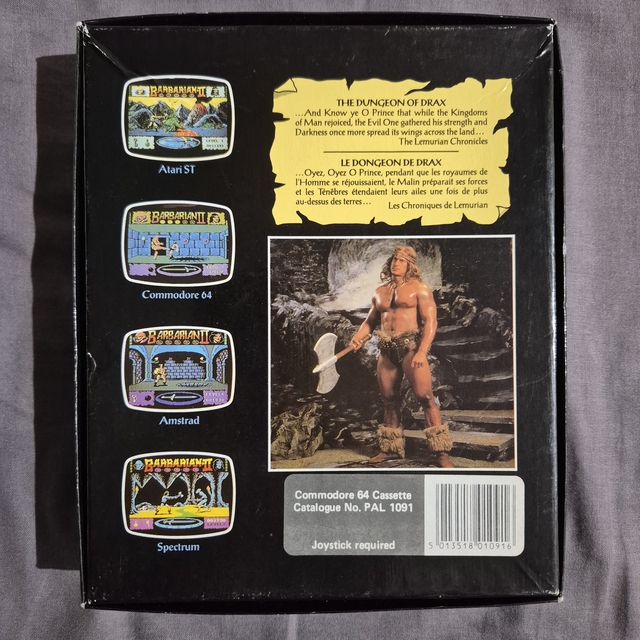 BARBARIAN II
Atari ST
BARBARIAN II
Commodore 64
BARBARIAN II
Amstrad
BARBARIAN II
Spectrum
THE DUNGEON OF DRAX
...And Know ye O Prince that while the Kingdoms
of Man rejoiced, the Evil One gathered his strength and
Darkness once more spread its wings across the land...
The Lemurian Chronicles
LE DONGEON DE DRAX
...Oyez, Oyez O Prince, pendant que les royaumes de
l'Homme se réjouissaient, le Malin préparait ses forces
et les Ténèbres étendaient leurs ailes une fois de plus
au-dessus des terres...
Les Chroniques de Lemurian
Commodore 64 Cassette
Catalogue No. PAL 1091
Joystick required
5 013518 010916